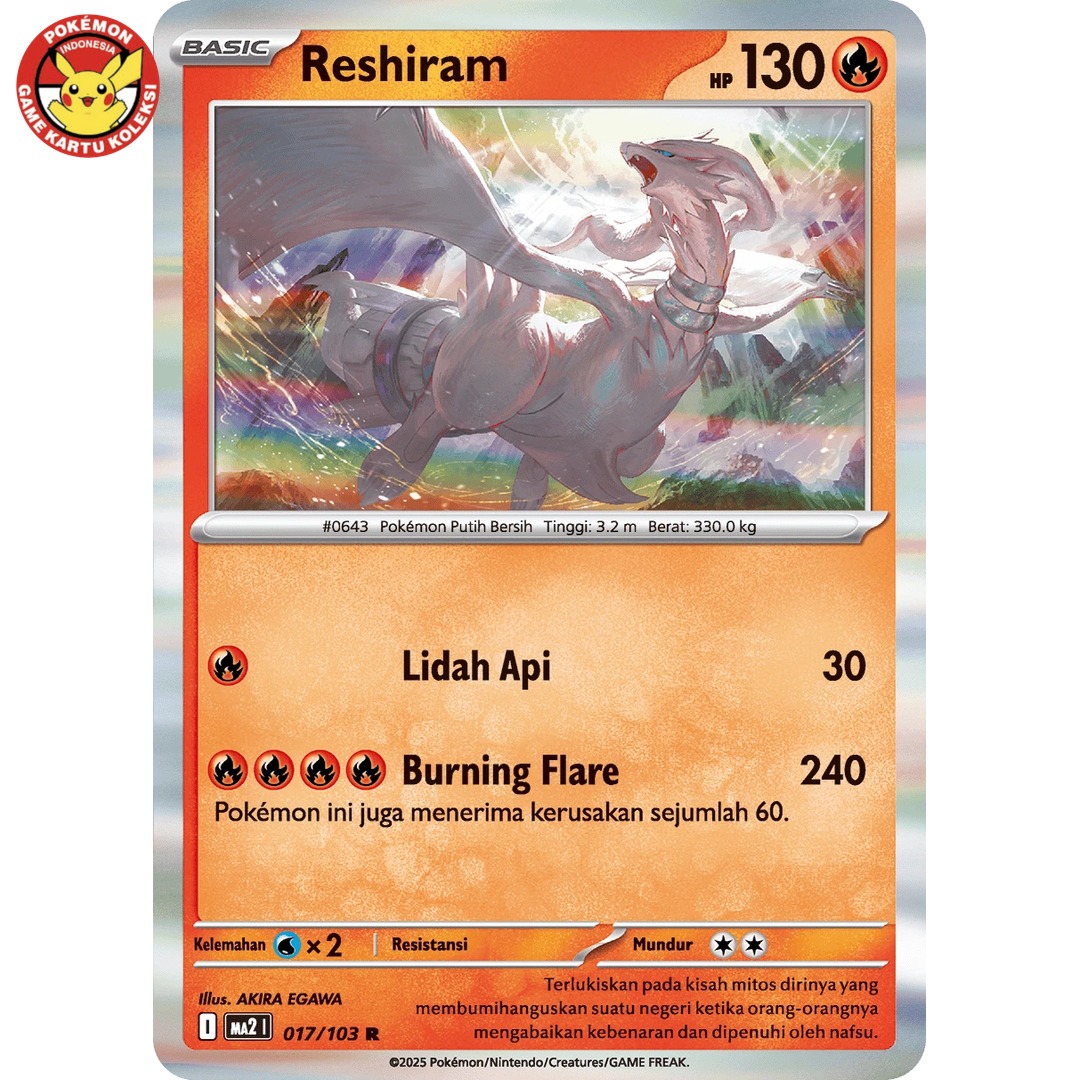 POKÉMON
INDONESIA
GAME KARTU KOLEKSI
BASIC
Reshiram
HP 130
#0643 Pokémon Putih Bersih Tinggi: 3.2 m Berat: 330.0 kg
Lidah Api 30
Burning Flare 240
Pokémon ini juga menerima kerusakan sejumlah 60.
Kelemahan ×2 Resistansi Mundur
Terlukiskan pada kisah mitos dirinya yang
membumihanguskan suatu negeri ketika orang-orangnya
mengabaikan kebenaran dan dipenuhi oleh nafsu.
Illus. AKIRA EGAWA
I MA2 I 017/103 R
©2025 Pokémon/Nintendo/Creatures/GAME FREAK.